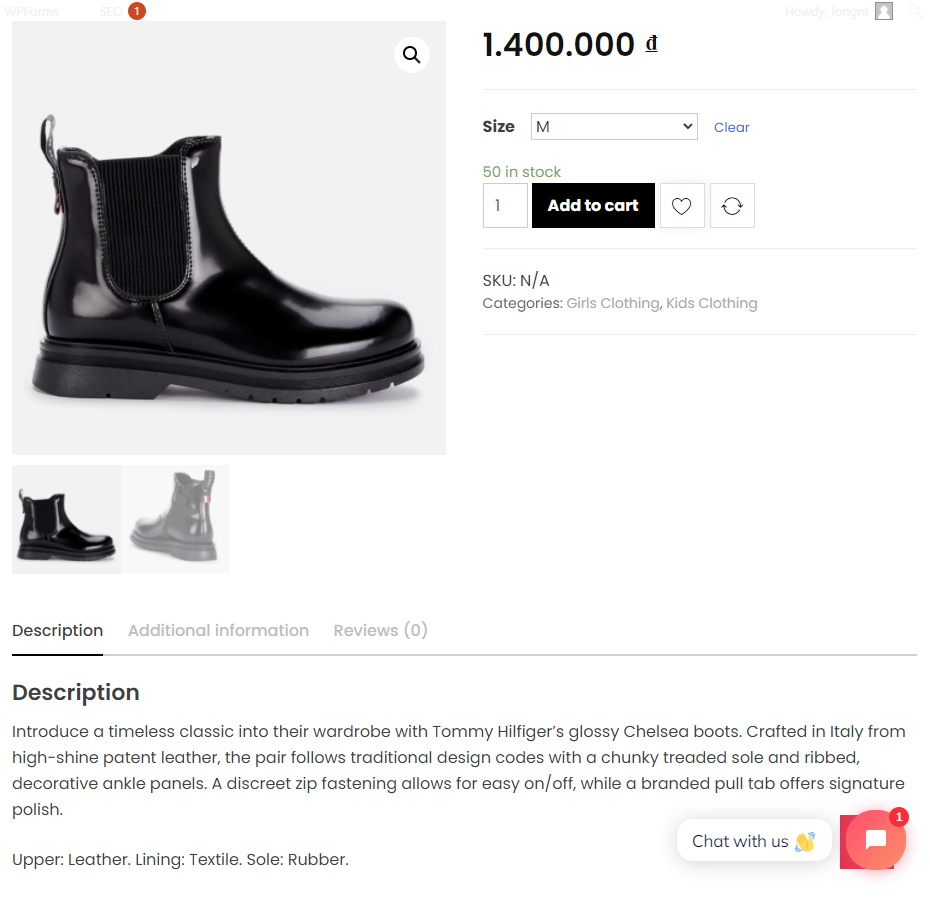 WPForms SEO 1 Howdy, longnt
1.400.000 ₫
Size M Clear
50 in stock
1 Add to cart
SKU: N/A
Categories: Girls Clothing, Kids Clothing
Description Additional information Reviews (0)
Description
Introduce a timeless classic into their wardrobe with Tommy Hilfiger’s glossy Chelsea boots. Crafted in Italy from
high-shine patent leather, the pair follows traditional design codes with a chunky treaded sole and ribbed,
decorative ankle panels. A discreet zip fastening allows for easy on/off, while a branded pull tab offers signature
polish.
Chat with us 👋 1
Upper: Leather. Lining: Textile. Sole: Rubber.